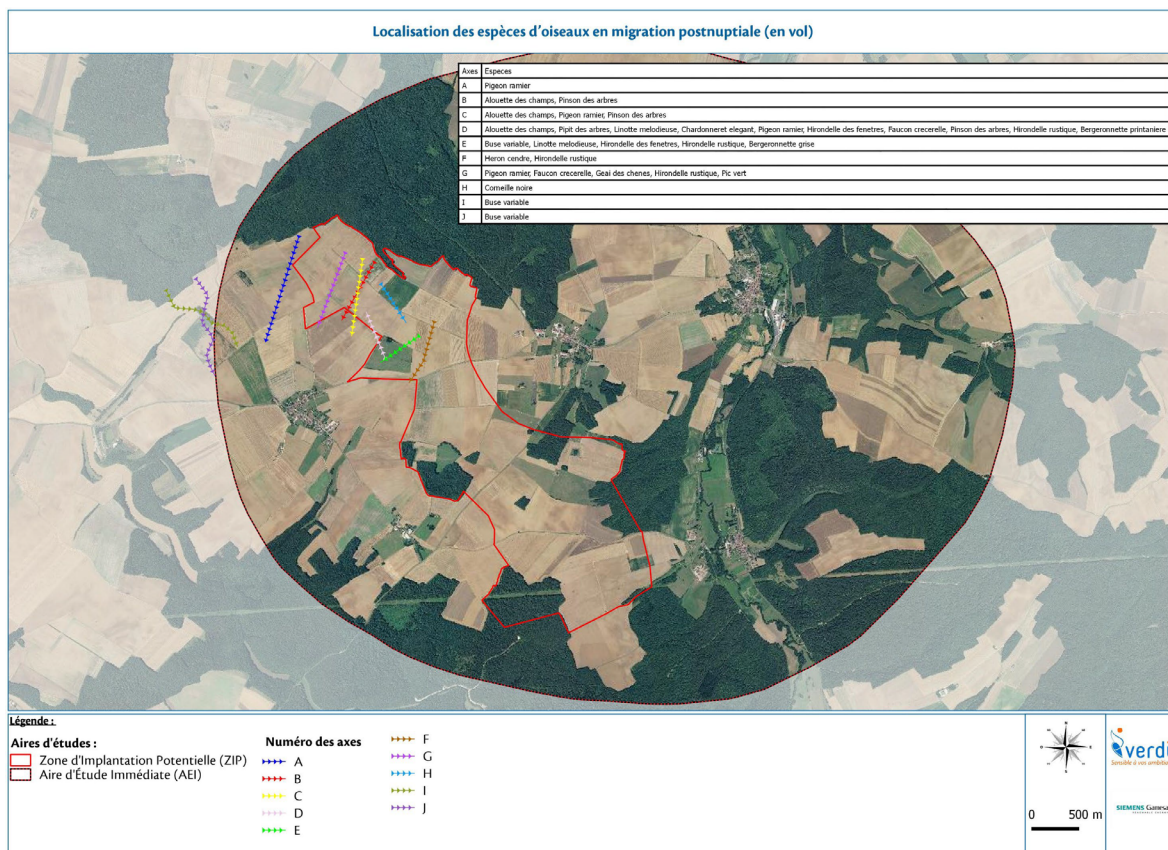 Localisation des espèces d'oiseaux en migration postnuptiale (en vol)
Axes Especes
A Pigeon ramier
B Alouette des champs, Pinson des arbres
C Alouette des champs, Pigeon ramier, Pinson des arbres
D Alouette des champs, Pipit des arbres, Linotte melodieuse, Chardonneret elegant, Pigeon ramier, Hirondelle des fenetres, Faucon crecerelle, Pinson des arbres, Hirondelle rustique, Bergeronnette printaniere
E Buse variable, Linotte melodieuse, Hirondelle des fenetres, Hirondelle rustique, Bergeronnette grise
F Heron cendre, Hirondelle rustique
G Pigeon ramier, Faucon crecerelle, Geai des chenes, Hirondelle rustique, Pic vert
H Corneille noire
I Buse variable
J Buse variable
Légende :
Aires d'études :
Zone d'Implantation Potentielle (ZIP)
Aire d'Étude Immédiate (AEI)
Numéro des axes
A
B
C
D
E
F
G
H
I
J
N
O
E
S
0 500 m
verdi
Sensible à vos ambitio
SIEMENS Gamesa